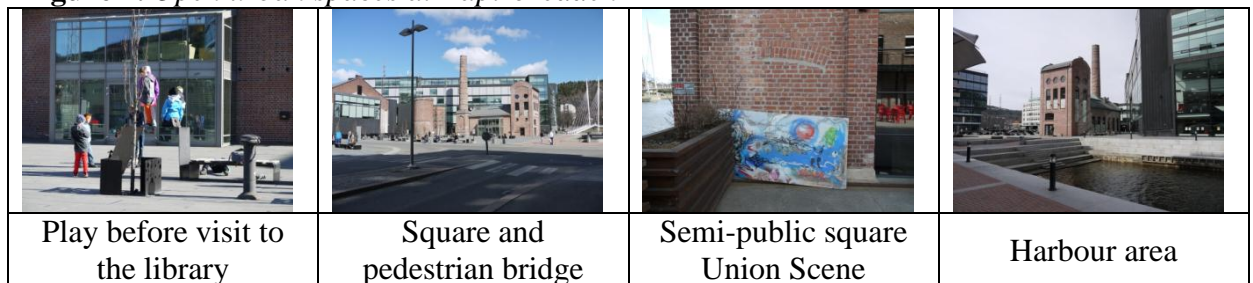 Play before visit to
the library
Square and
pedestrian bridge
Semi-public square
Union Scene
Harbour area